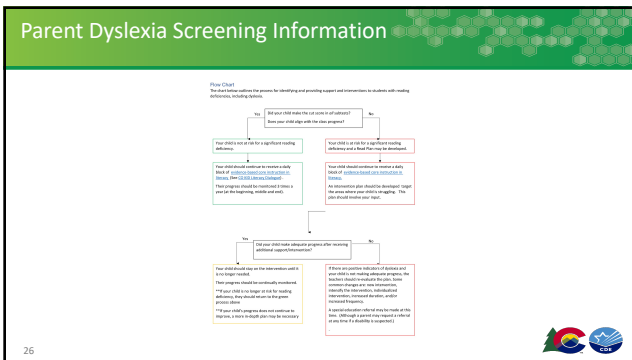 Parent Dyslexia Screening Information
Flow Chart
The chart below outlines the process for identifying and providing support and interventions to students with reading
deficiencies, including dyslexia.
Yes
Did your child make the cut score in all subtests?
Does your child align with the class progress?
No
Your child is not at risk for a significant reading
deficiency.
Your child is at risk for a significant reading
deficiency and a Read Plan may be developed.
Your child should continue to receive a daily
block of evidence-based core instruction in
literacy. (See CO DID Literacy Dialogue)
Their progress should be monitored 3 times a
year (at the beginning, middle and end).
Your child should continue to receive a daily
block of evidence-based core instruction in
literacy.
An intervention plan should be developed target
the areas where your child is struggling. This
plan should involve your input.
Yes
Did your child make adequate progress after receiving
additional support/intervention?
No
Your child should stay on the intervention until it
is no longer needed.
Their progress should be continually monitored.
**If your child is no longer at risk for reading
deficiency, they should return to the green
process above
**If your child's progress does not continue to
improve, a more in-depth plan may be necessary
If there are positive indicators of dyslexia and
your child is not making adequate progress, the
teachers should re-evaluate the plan. Some
common changes are: new intervention,
intensify the intervention, individualized
intervention, increased duration, and/or
increased frequency.
A special education referral may be made at this
time. (Although a parent may request a referral
at any time if a disability is suspected.)
26
CDE